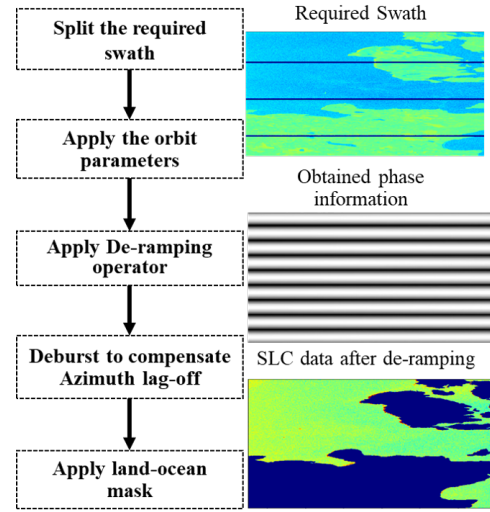 Split the required
swath
Required Swath
Apply the orbit
parameters
Obtained phase
information
Apply De-ramping
operator
Deburst to compensate
Azimuth lag-off
SLC data after de-ramping
Apply land-ocean
mask